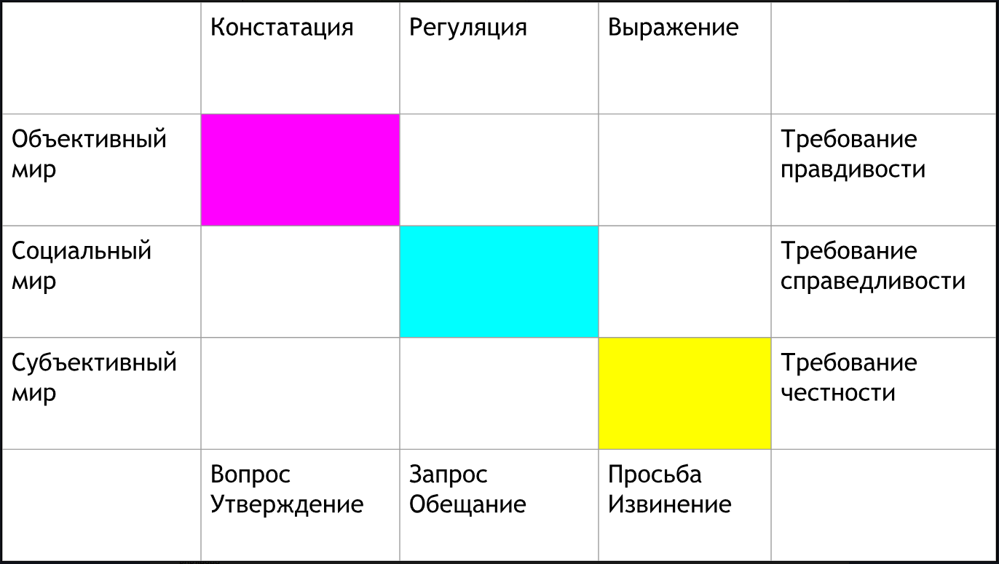 Констатация
Регуляция
Выражение
Объективный
мир
Требование
правдивости
Социальный
мир
Требование
справедливости
Субъективный
мир
Требование
честности
Вопрос
Утверждение
Запрос
Обещание
Просьба
Извинение